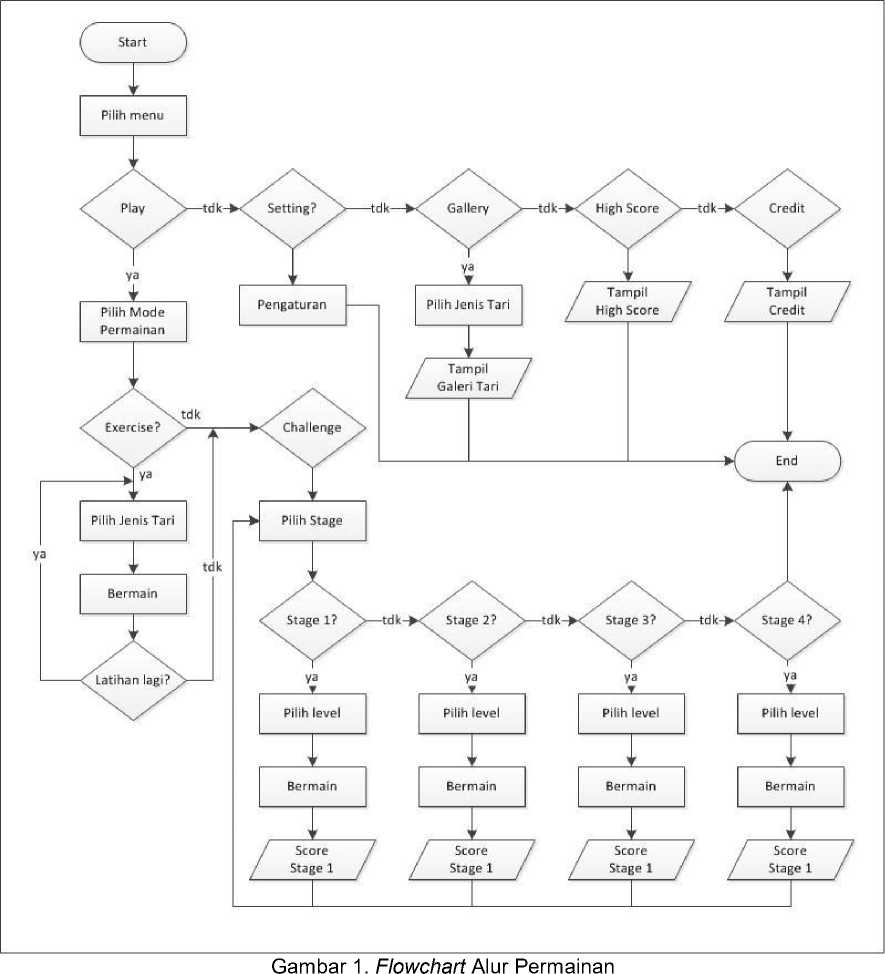 Start
Pilih menu
Play
tdk
Setting?
tdk
Gallery
tdk
High Score
tdk
Credit
ya
ya
Pilih Mode
Permainan
Pengaturan
Pilih Jenis Tari
Tampil
High Score
Tampil
Credit
Tampil
Galeri Tari
Exercise?
tdk
Challenge
End
ya
Pilih Jenis Tari
Pilih Stage
ya
tdk
Bermain
Stage 1?
tdk
Stage 2?
tdk
Stage 3?
tdk
Stage 4?
Latihan lagi?
ya
ya
ya
ya
Pilih level
Pilih level
Pilih level
Pilih level
Bermain
Bermain
Bermain
Bermain
Score
Stage 1
Score
Stage 1
Score
Stage 1
Score
Stage 1
Gambar 1. Flowchart Alur Permainan